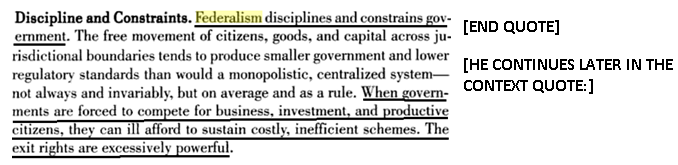 Discipline and Constraints. Federalism disciplines and constrains gov-
ernment. The free movement of citizens, goods, and capital across ju-
risdictional boundaries tends to produce smaller government and lower
regulatory standards than would a monopolistic, centralized system—
not always and invariably, but on average and as a rule. When govern-
ments are forced to compete for business, investment, and productive
citizens, they can ill afford to sustain costly, inefficient schemes. The
exit rights are excessively powerful.
[END QUOTE]
[HE CONTINUES LATER IN THE
CONTEXT QUOTE:]